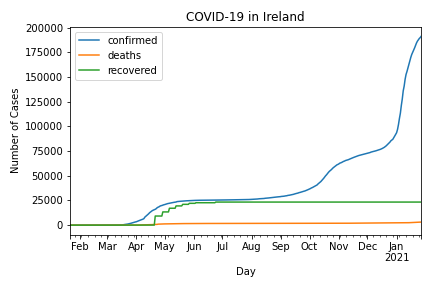 COVID-19 in Ireland
confirmed
deaths
recovered
Number of Cases
200000
175000
150000
125000
100000
75000
50000
25000
0
Feb Mar Apr May Jun Jul Aug Sep Oct Nov Dec Jan
2021
Day